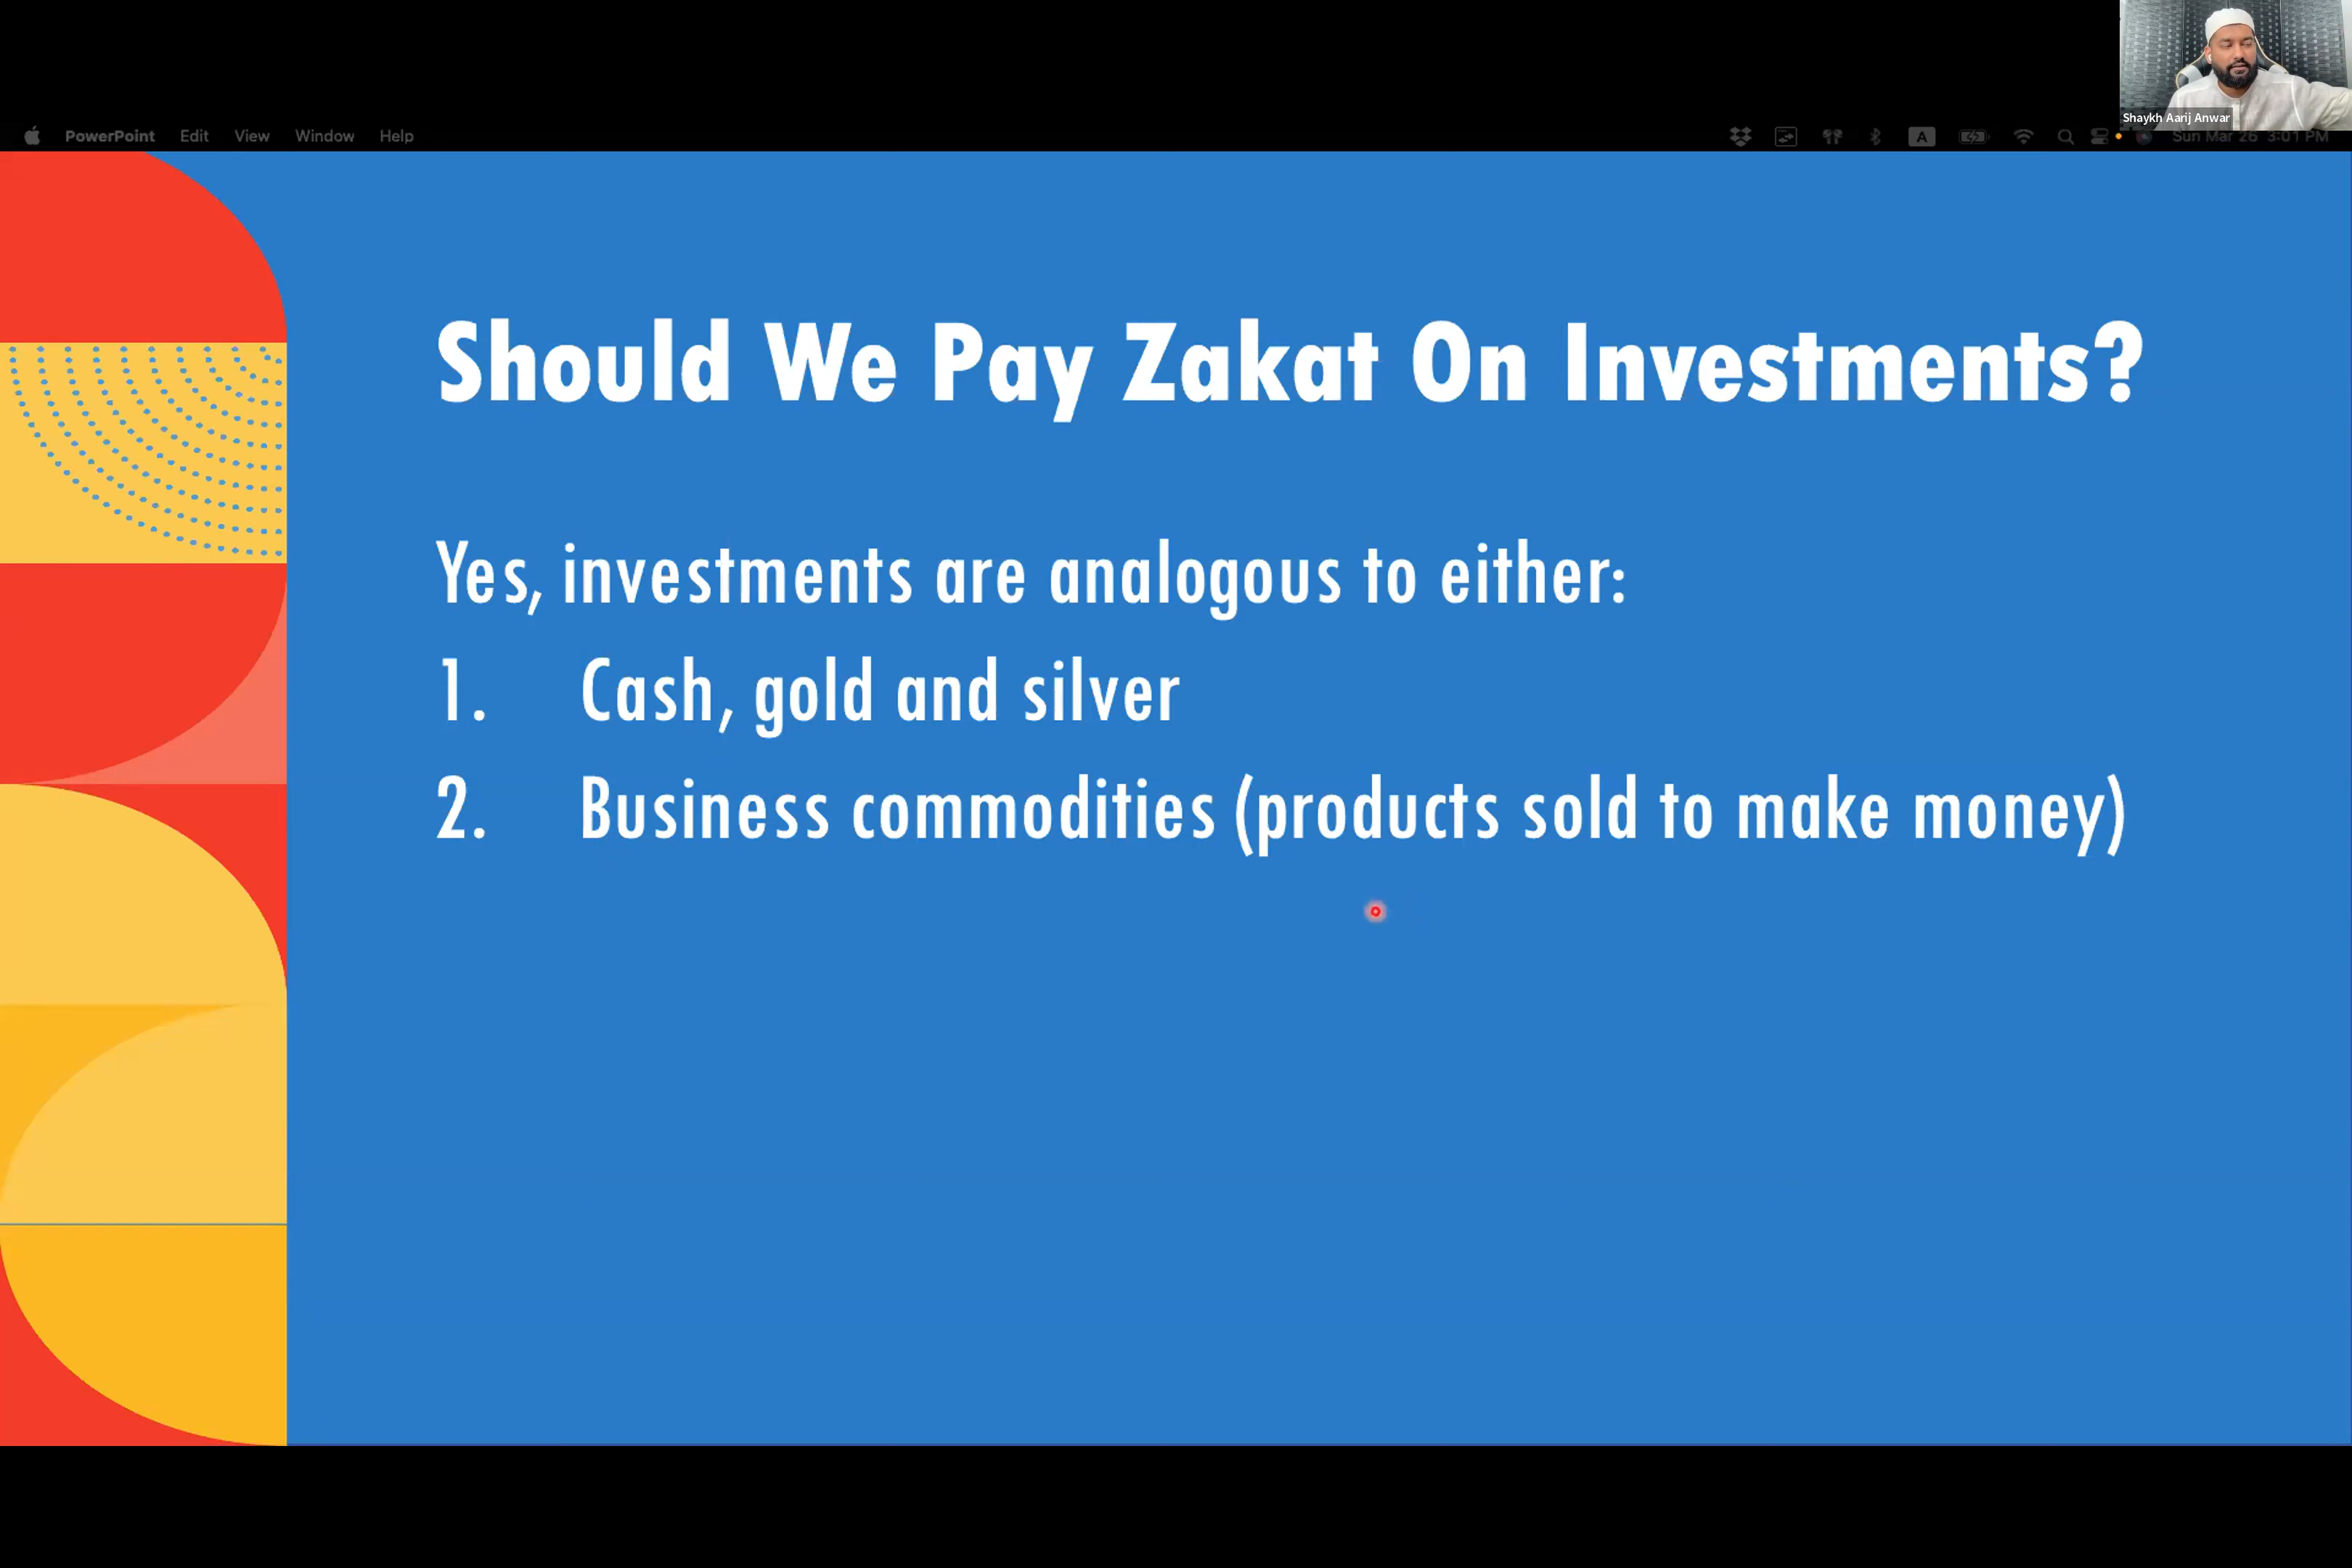 Shaykh Aarij Anwar
PowerPoint Edit View Window Help
A Sun Mar 26 3:01 PM
Should We Pay Zakat On Investments?
Yes, investments are analogous to either:
1. Cash, gold and silver
2. Business commodities (products sold to make money)